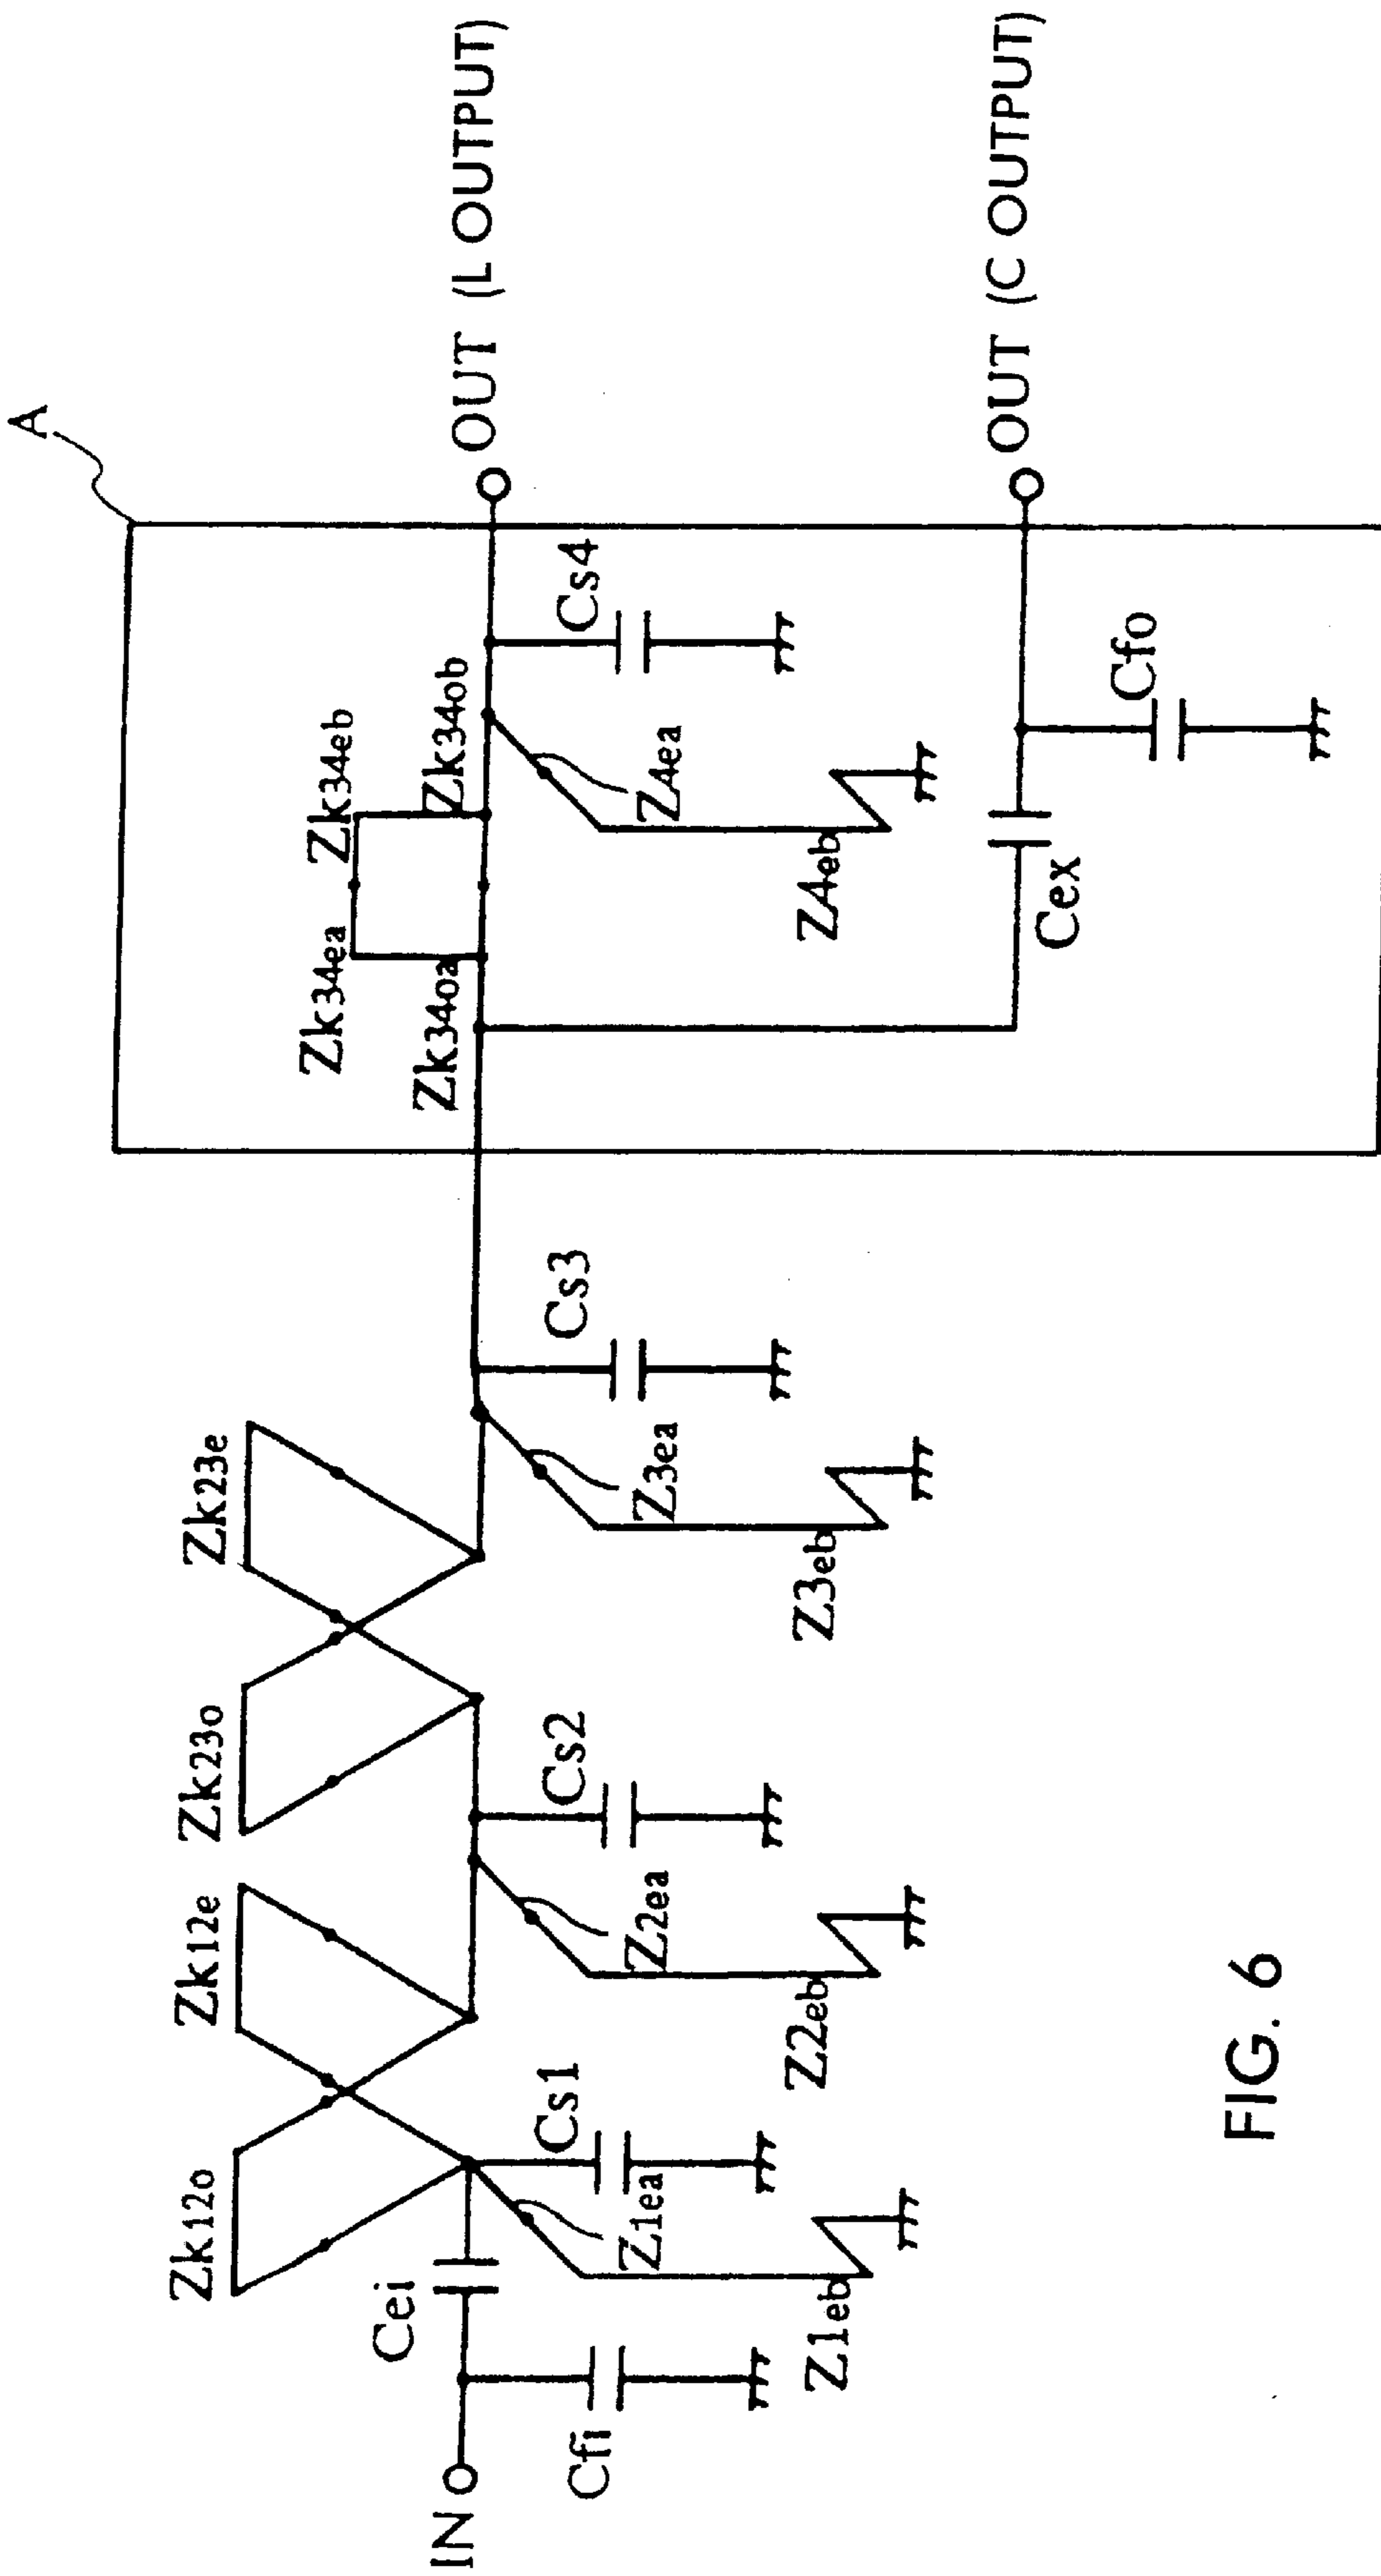 A
Zk12o
Zk12e
Zk23o
Zk23e
Zk34ea
Zk34eb
Zk34oa
Zk34ob
IN
Cei
OUT (L OUTPUT)
Cfi
Z1ea
Cs1
Z2ea
Cs2
Z3ea
Cs3
Z4ea
Cs4
Z1eb
Z2eb
Z3eb
Z4eb
OUT (C OUTPUT)
Cex
Cfo
FIG. 6